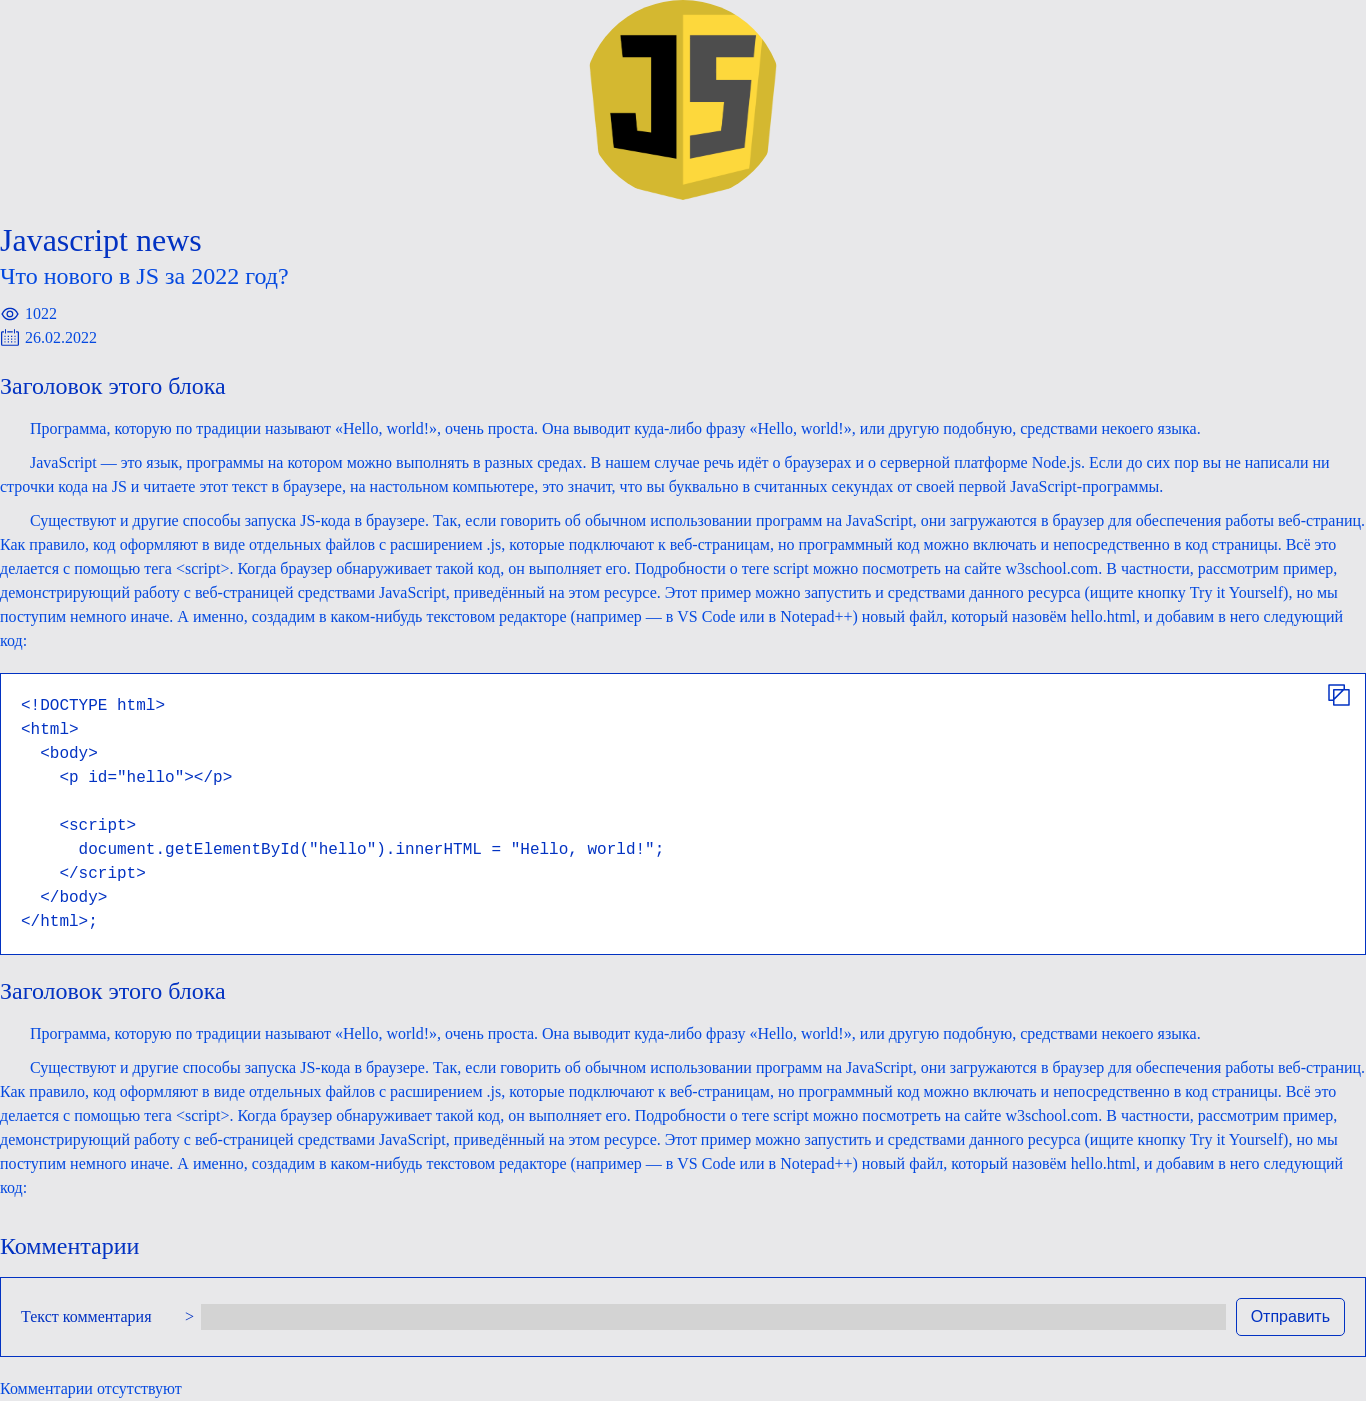 JS
Javascript news
Что нового в JS за 2022 год?
1022
26.02.2022
Заголовок этого блока
Программа, которую по традиции называют «Hello, world!», очень проста. Она выводит куда-либо фразу «Hello, world!», или другую подобную, средствами некоего языка.
JavaScript — это язык, программы на котором можно выполнять в разных средах. В нашем случае речь идёт о браузерах и о серверной платформе Node.js. Если до сих пор вы не написали ни
строчки кода на JS и читаете этот текст в браузере, на настольном компьютере, это значит, что вы буквально в считанных секундах от своей первой JavaScript-программы.
Существуют и другие способы запуска JS-кода в браузере. Так, если говорить об обычном использовании программ на JavaScript, они загружаются в браузер для обеспечения работы веб-страниц.
Как правило, код оформляют в виде отдельных файлов с расширением .js, которые подключают к веб-страницам, но программный код можно включать и непосредственно в код страницы. Всё это
делается с помощью тега <script>. Когда браузер обнаруживает такой код, он выполняет его. Подробности о теге script можно посмотреть на сайте w3school.com. В частности, рассмотрим пример,
демонстрирующий работу с веб-страницей средствами JavaScript, приведённый на этом ресурсе. Этот пример можно запустить и средствами данного ресурса (ищите кнопку Try it Yourself), но мы
поступим немного иначе. А именно, создадим в каком-нибудь текстовом редакторе (например — в VS Code или в Notepad++) новый файл, который назовём hello.html, и добавим в него следующий
код:
<!DOCTYPE html>
<html>
  <body>
    <p id="hello"></p>
    <script>
      document.getElementById("hello").innerHTML = "Hello, world!";
    </script>
  </body>
</html>;
Заголовок этого блока
Программа, которую по традиции называют «Hello, world!», очень проста. Она выводит куда-либо фразу «Hello, world!», или другую подобную, средствами некоего языка.
Существуют и другие способы запуска JS-кода в браузере. Так, если говорить об обычном использовании программ на JavaScript, они загружаются в браузер для обеспечения работы веб-страниц.
Как правило, код оформляют в виде отдельных файлов с расширением .js, которые подключают к веб-страницам, но программный код можно включать и непосредственно в код страницы. Всё это
делается с помощью тега <script>. Когда браузер обнаруживает такой код, он выполняет его. Подробности о теге script можно посмотреть на сайте w3school.com. В частности, рассмотрим пример,
демонстрирующий работу с веб-страницей средствами JavaScript, приведённый на этом ресурсе. Этот пример можно запустить и средствами данного ресурса (ищите кнопку Try it Yourself), но мы
поступим немного иначе. А именно, создадим в каком-нибудь текстовом редакторе (например — в VS Code или в Notepad++) новый файл, который назовём hello.html, и добавим в него следующий
код:
Комментарии
Текст комментария > Отправить
Комментарии отсутствуют